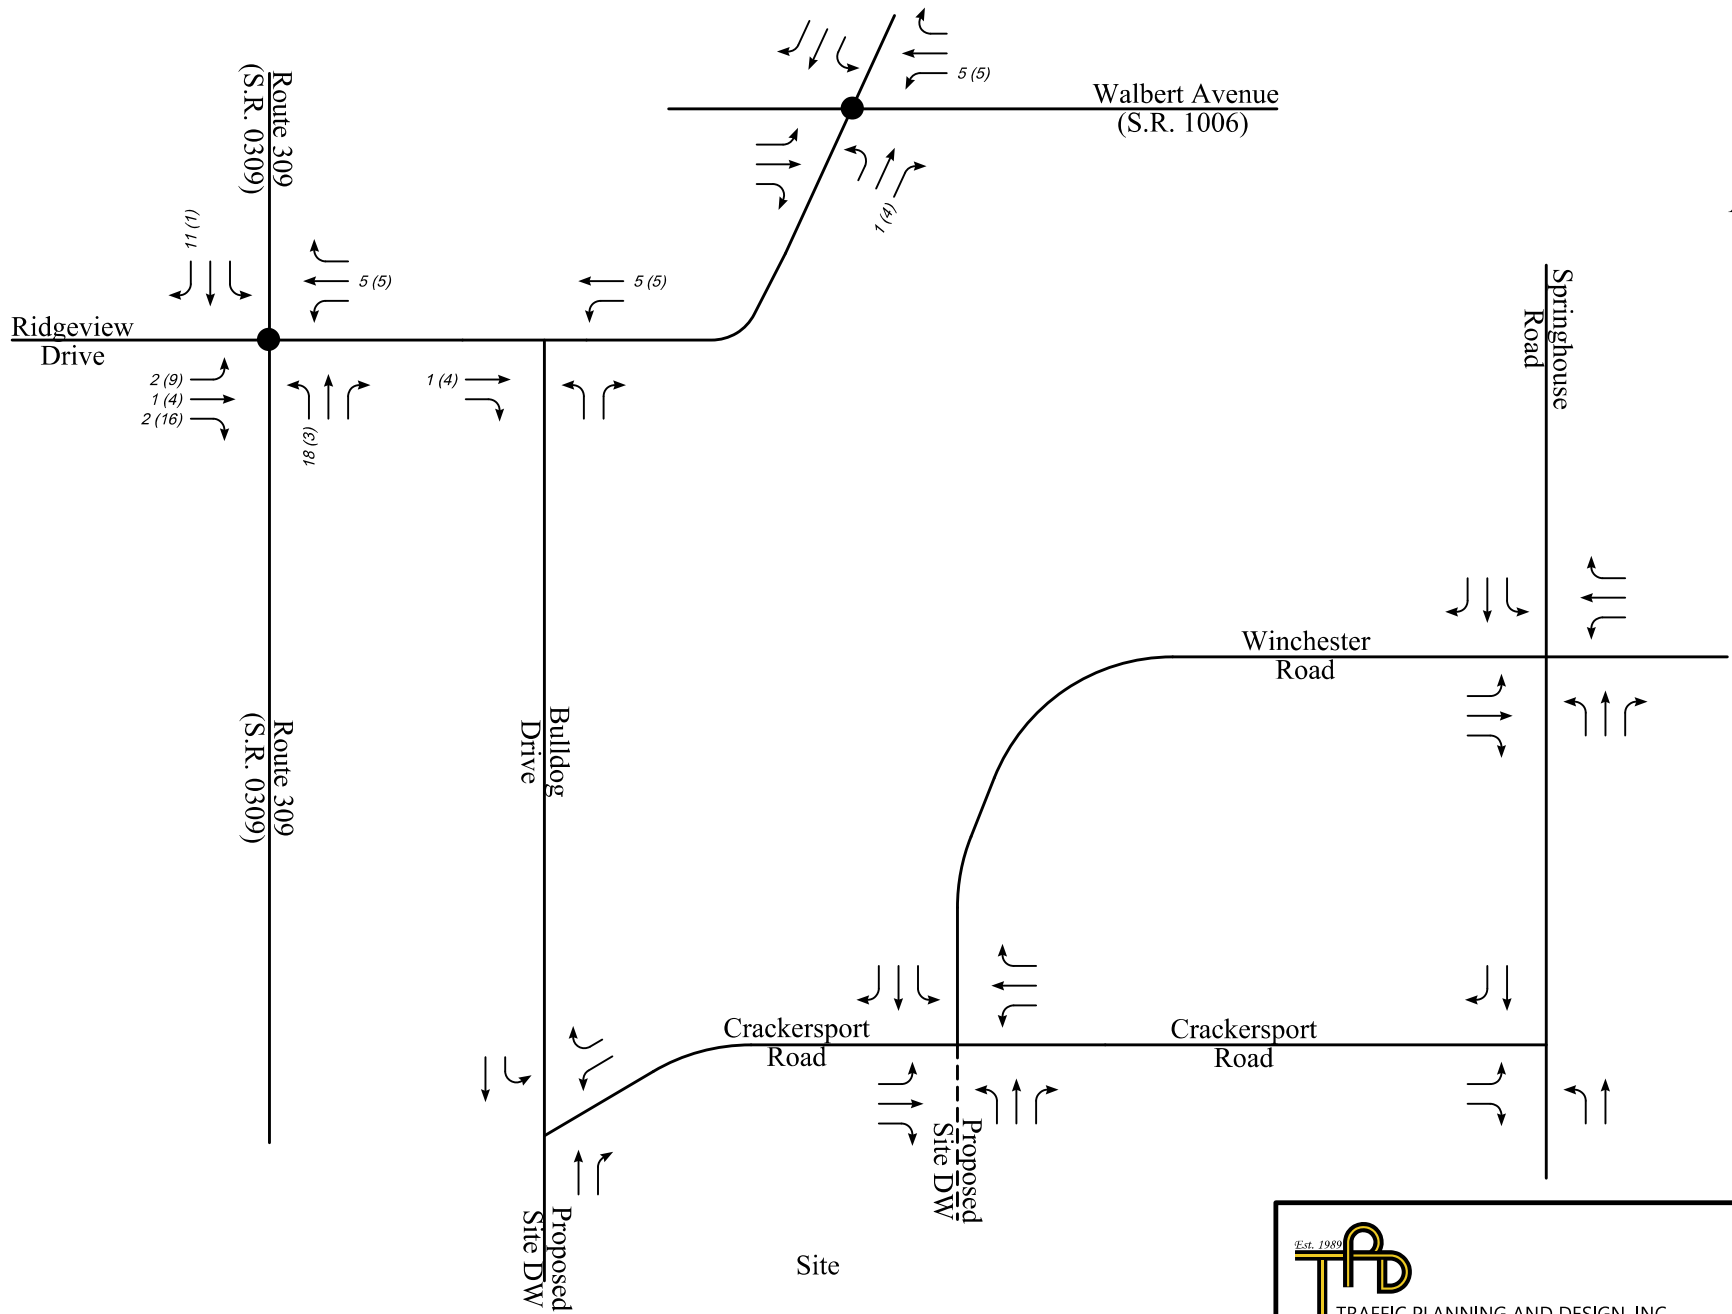 Walbert Avenue
(S.R. 1006)
5 (5)
1 (4)
Route 309
(S.R. 0309)
11 (1)
5 (5)
5 (5)
Ridgeview
Drive
2 (9)
1 (4)
2 (16)
18 (3)
1 (4)
Springhouse
Road
Winchester
Road
Route 309
(S.R. 0309)
Bulldog
Drive
Crackersport
Road
Crackersport
Road
Proposed
Site DW
Proposed
Site DW
Site
Est. 1989
TPD
TRAFFIC PLANNING AND DESIGN, INC.